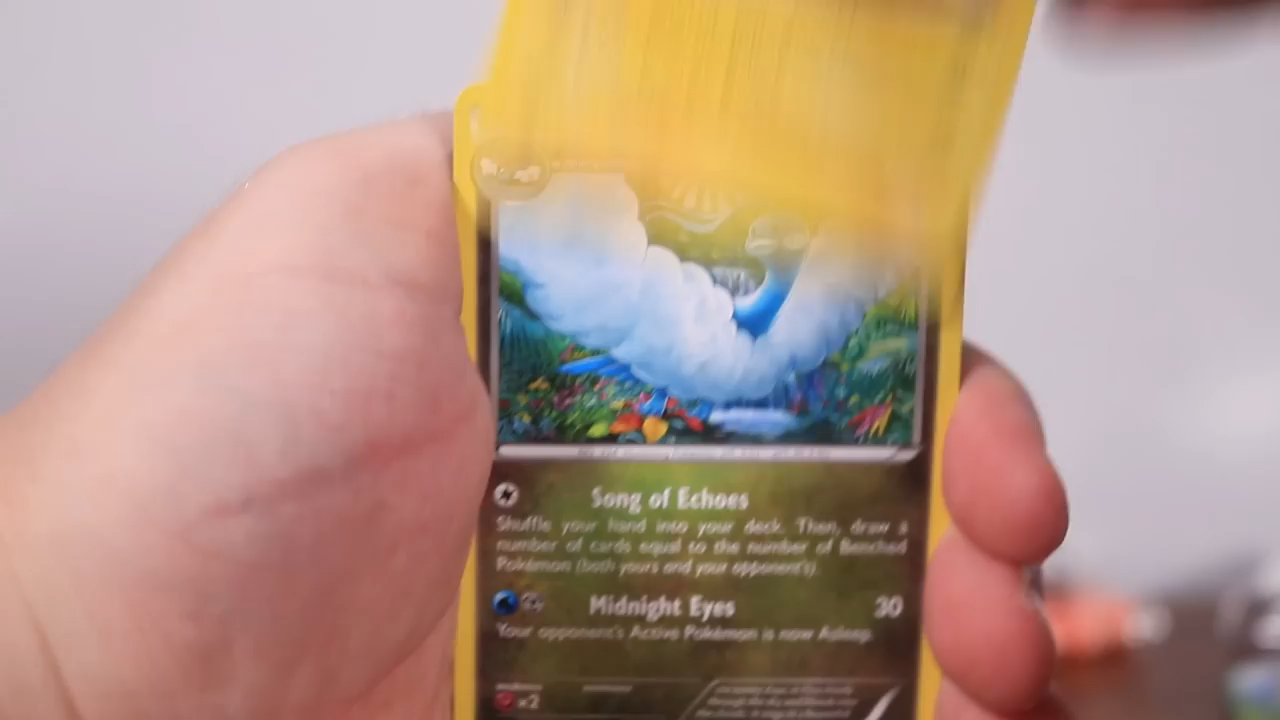 Song of Echoes
Shuffle your hand into your deck. Then, draw a
number of cards equal to the number of Benched
Pokémon (both yours and your opponent's).
Midnight Eyes 30
Your opponent's Active Pokémon is now Asleep.
×2